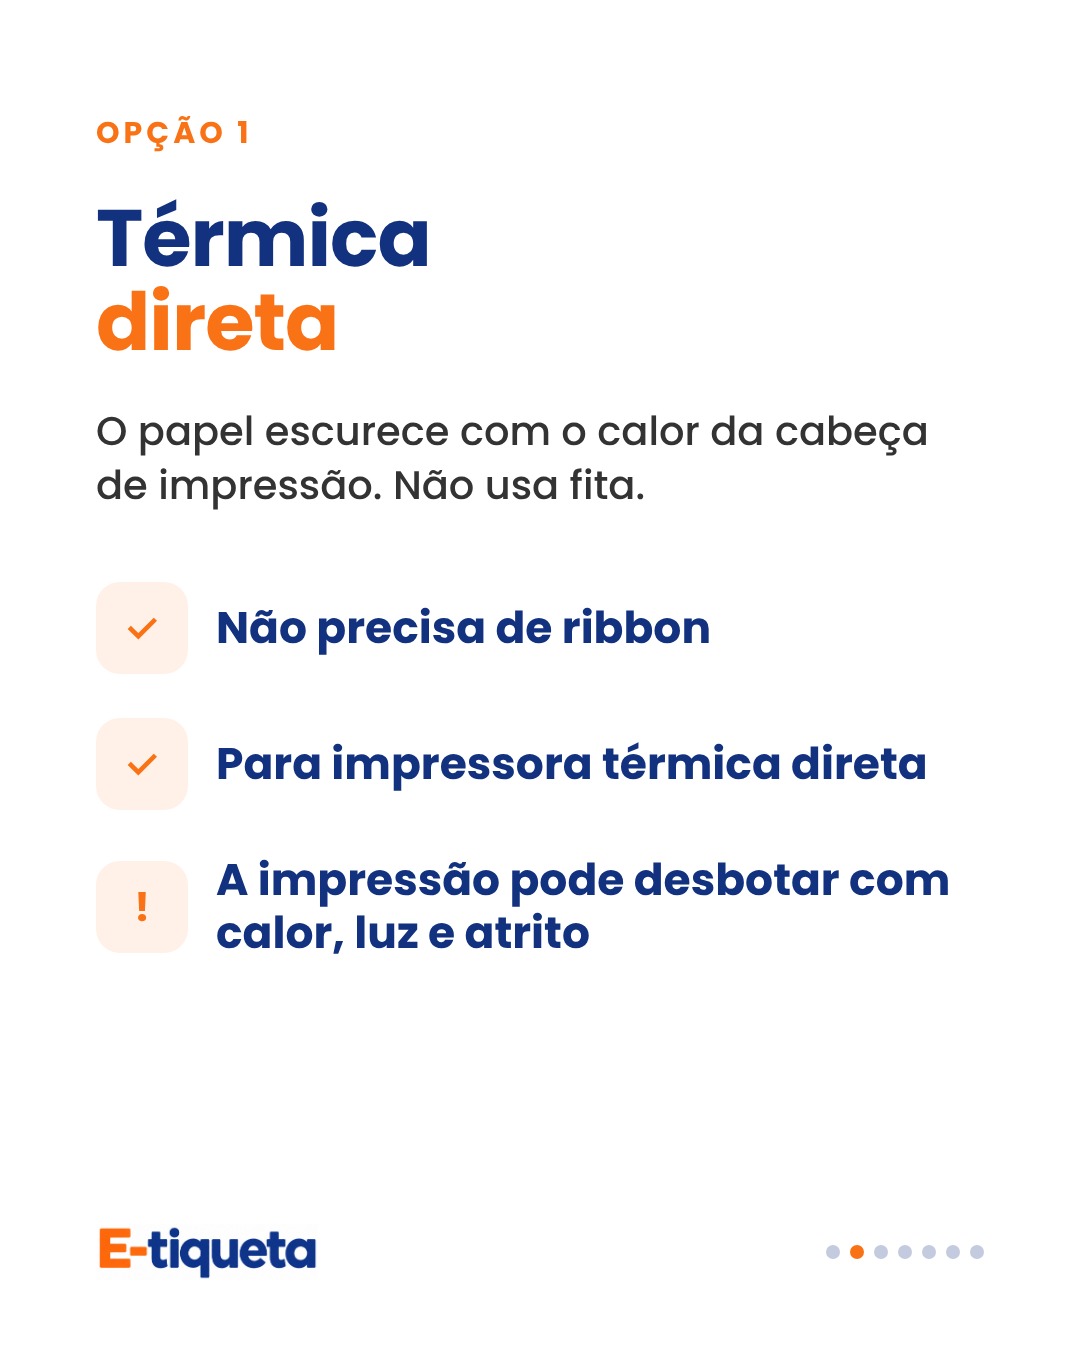 OPÇÃO 1
Térmica
direta
O papel escurece com o calor da cabeça
de impressão. Não usa fita.
Não precisa de ribbon
Para impressora térmica direta
!
A impressão pode desbotar com
calor, luz e atrito
E-tiqueta